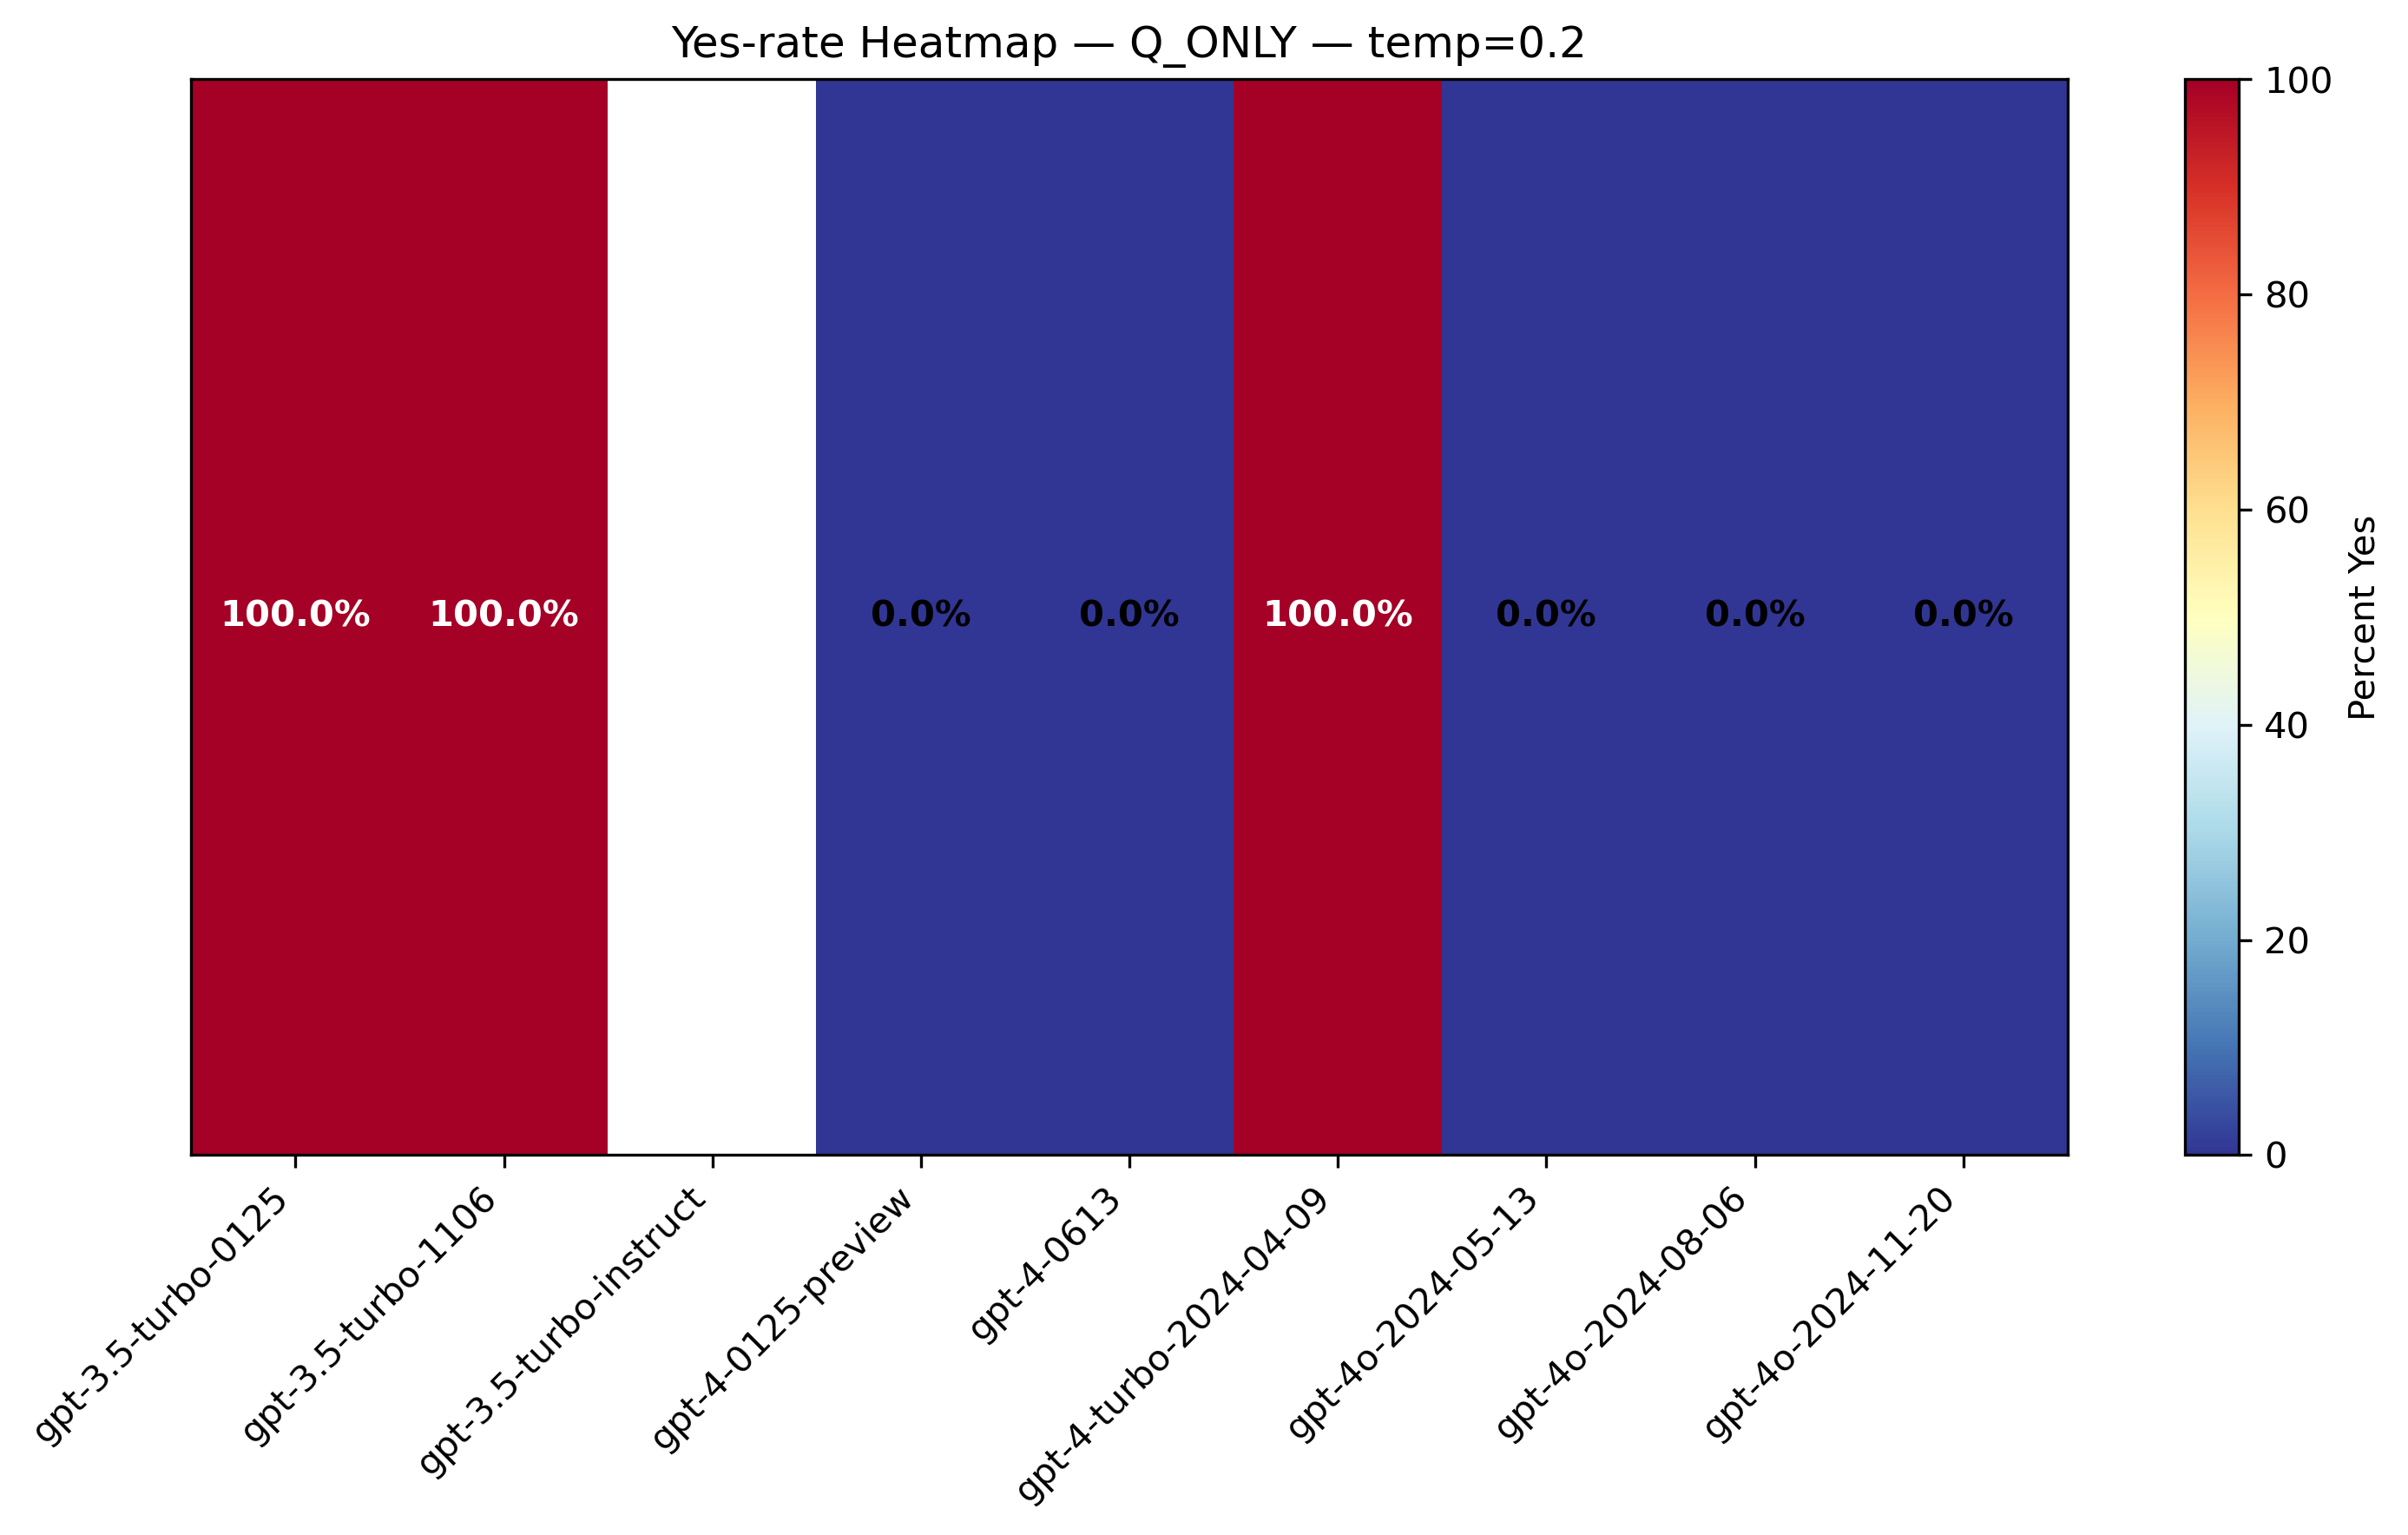 Yes-rate Heatmap — Q_ONLY — temp=0.2
100.0% 100.0% 0.0% 0.0% 100.0% 0.0% 0.0% 0.0%
gpt-3.5-turbo-0125
gpt-3.5-turbo-1106
gpt-3.5-turbo-instruct
gpt-4-0125-preview
gpt-4-0613
gpt-4-turbo-2024-04-09
gpt-4o-2024-05-13
gpt-4o-2024-08-06
gpt-4o-2024-11-20
100
80
60
40
20
0
Percent Yes